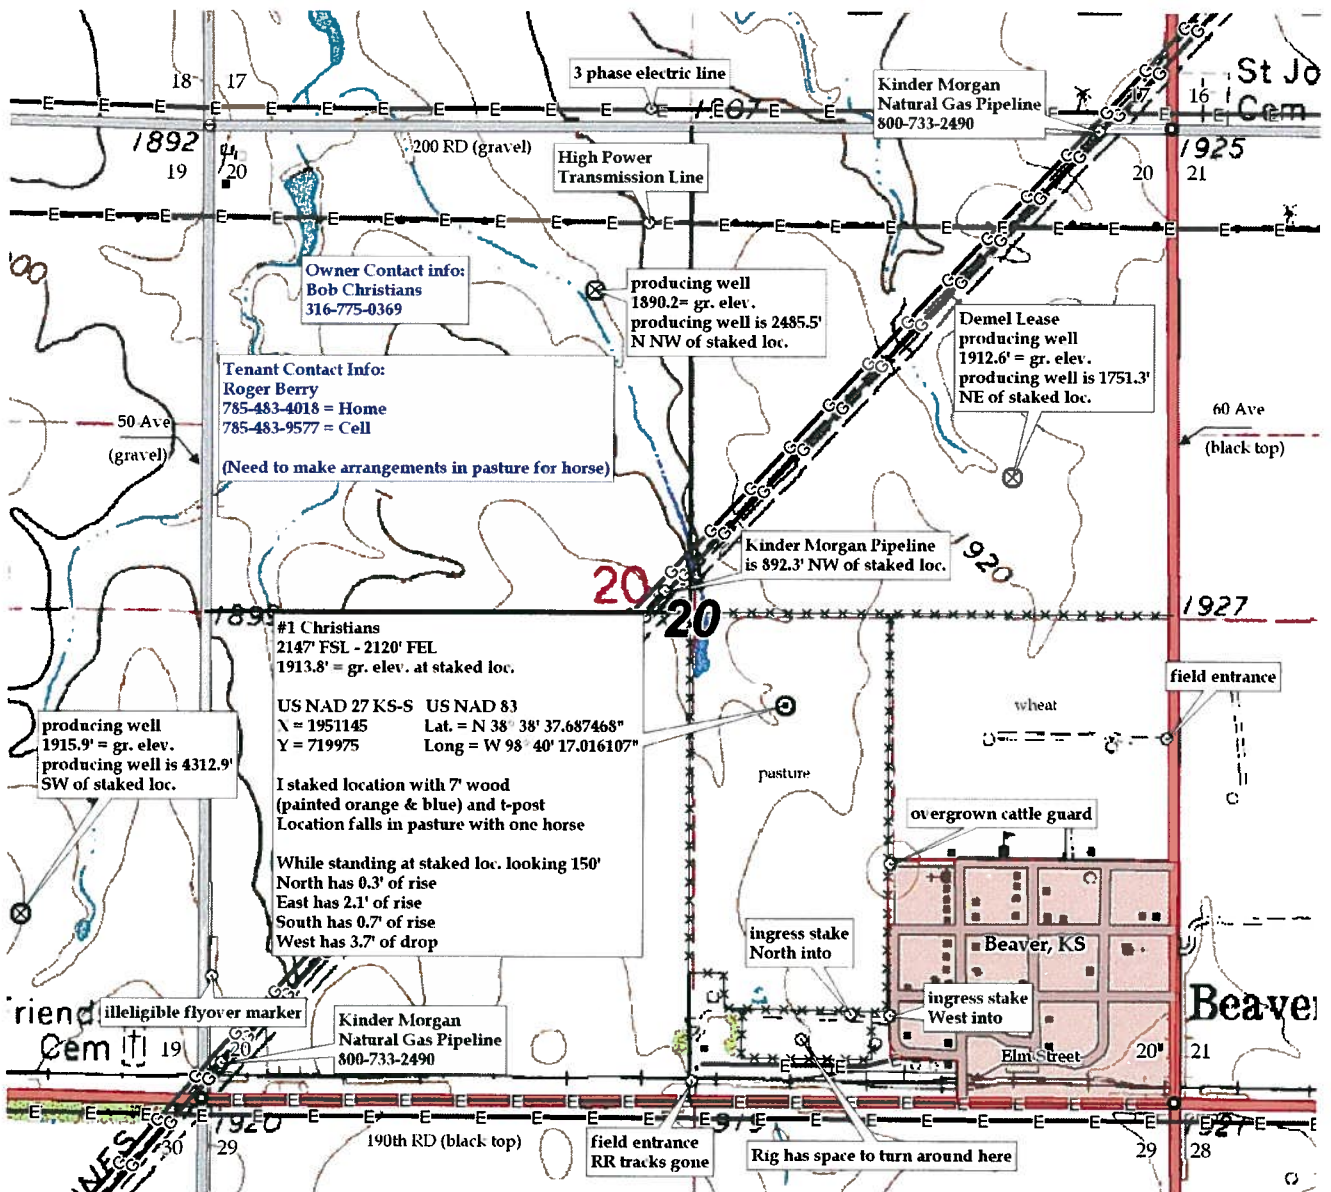 18 17
3 phase electric line
Kinder Morgan
Natural Gas Pipeline
800-733-2490
17 16
St Jo
Cem
1892
200 RD (gravel)
1925
19 20
High Power
Transmission Line
20 21
Owner Contact info:
Bob Christians
316-775-0369
producing well
1890.2= gr. elev.
producing well is 2485.5'
N NW of staked loc.
Demel Lease
producing well
1912.6' = gr. elev.
producing well is 1751.3'
NE of staked loc.
Tenant Contact Info:
Roger Berry
785-483-4018 = Home
785-483-9577 = Cell
(Need to make arrangements in pasture for horse)
50 Ave
(gravel)
60 Ave
(black top)
Kinder Morgan Pipeline
is 892.3' NW of staked loc.
1920
20
20
1927
#1 Christians
2147' FSL - 2120' FEL
1913.8' = gr. elev. at staked loc.
US NAD 27 KS-S US NAD 83
X = 1951145 Lat. = N 38° 38' 37.687468"
Y = 719975 Long = W 98° 40' 17.016107"
I staked location with 7' wood
(painted orange & blue) and t-post
Location falls in pasture with one horse
While standing at staked loc. looking 150'
North has 0.3' of rise
East has 2.1' of rise
South has 0.7' of rise
West has 3.7' of drop
field entrance
wheat
pasture
producing well
1915.9' = gr. elev.
producing well is 4312.9'
SW of staked loc.
overgrown cattle guard
ingress stake
North into
Beaver, KS
ingress stake
West into
Beaver
illeligible flyover marker
Cem
19 20
Kinder Morgan
Natural Gas Pipeline
800-733-2490
Elm Street
20 21
30 29
1920
190th RD (black top)
field entrance
RR tracks gone
Rig has space to turn around here
29 28